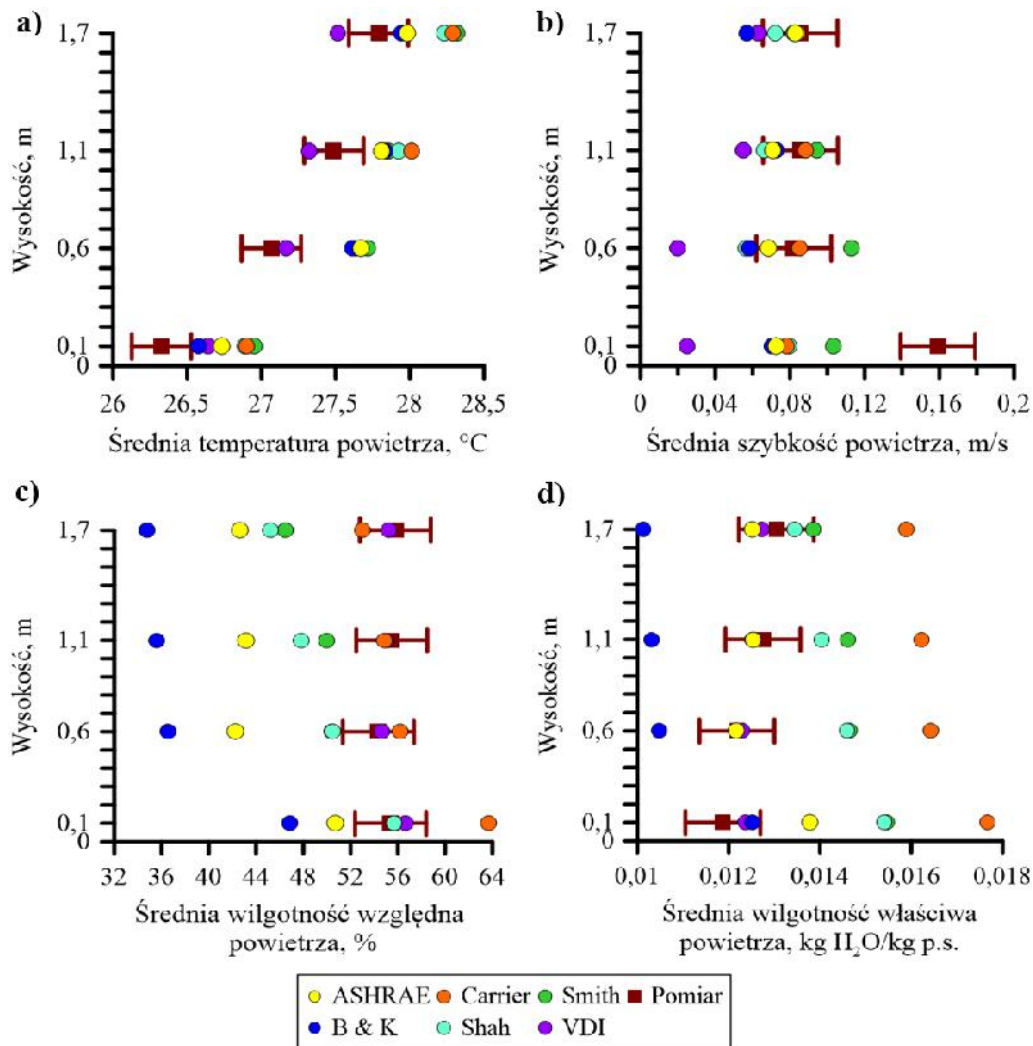 a)
Wysokość, m
1,7
1,1
0,6
0,1
0
26 26,5 27 27,5 28 28,5
Średnia temperatura powietrza, °C
b)
Wysokość, m
1,7
1,1
0,6
0,1
0
0 0,04 0,08 0,12 0,16 0,2
Średnia szybkość powietrza, m/s
c)
Wysokość, m
1,7
1,1
0,6
0,1
0
32 36 40 44 48 52 56 60 64
Średnia wilgotność względna
powietrza, %
d)
Wysokość, m
1,7
1,1
0,6
0,1
0
0,01 0,012 0,014 0,016 0,018
Średnia wilgotność właściwa
powietrza, kg H₂O/kg p.s.
ASHRAE Carrier Smith Pomiar
B & K Shah VDI